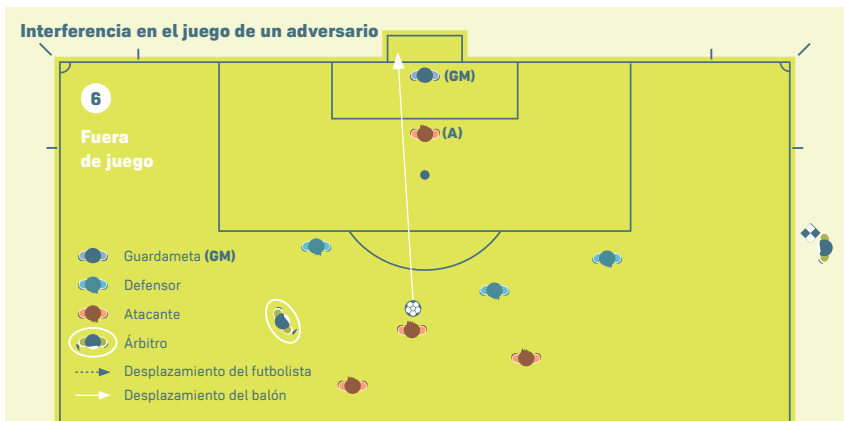 Interferencia en el juego de un adversario
(GM)
6
(A)
Fuera
de juego
Guardameta (GM)
Defensor
Atacante
Árbitro
Desplazamiento del futbolista
Desplazamiento del balón